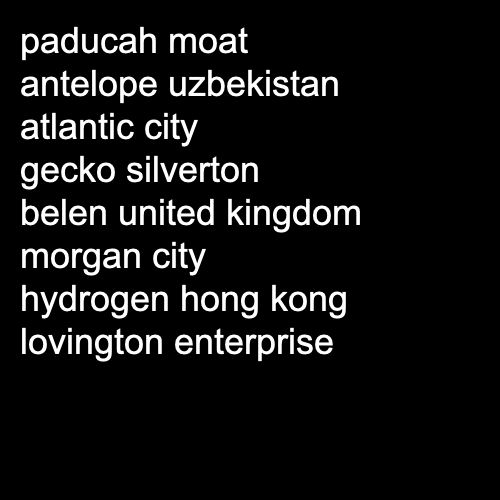 paducah moat
antelope uzbekistan
atlantic city
gecko silverton
belen united kingdom
morgan city
hydrogen hong kong
lovington enterprise